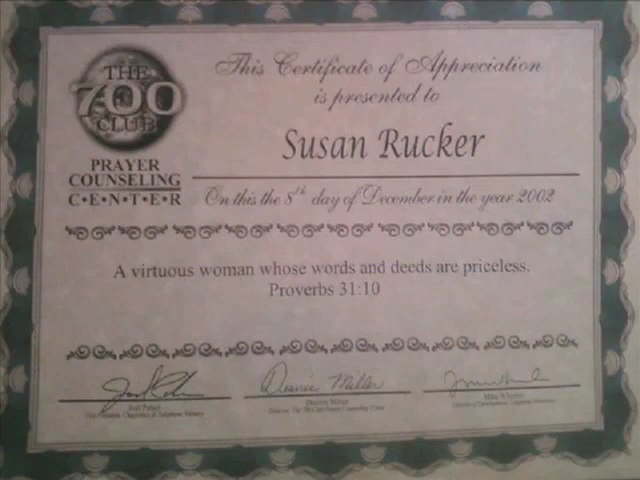 THE
700
CLUB
PRAYER
COUNSELING
C•E•N•T•E•R
This Certificate of Appreciation
is presented to
Susan Rucker
On this the 8th day of December in the year 2002
A virtuous woman whose words and deeds are priceless.
Proverbs 31:10